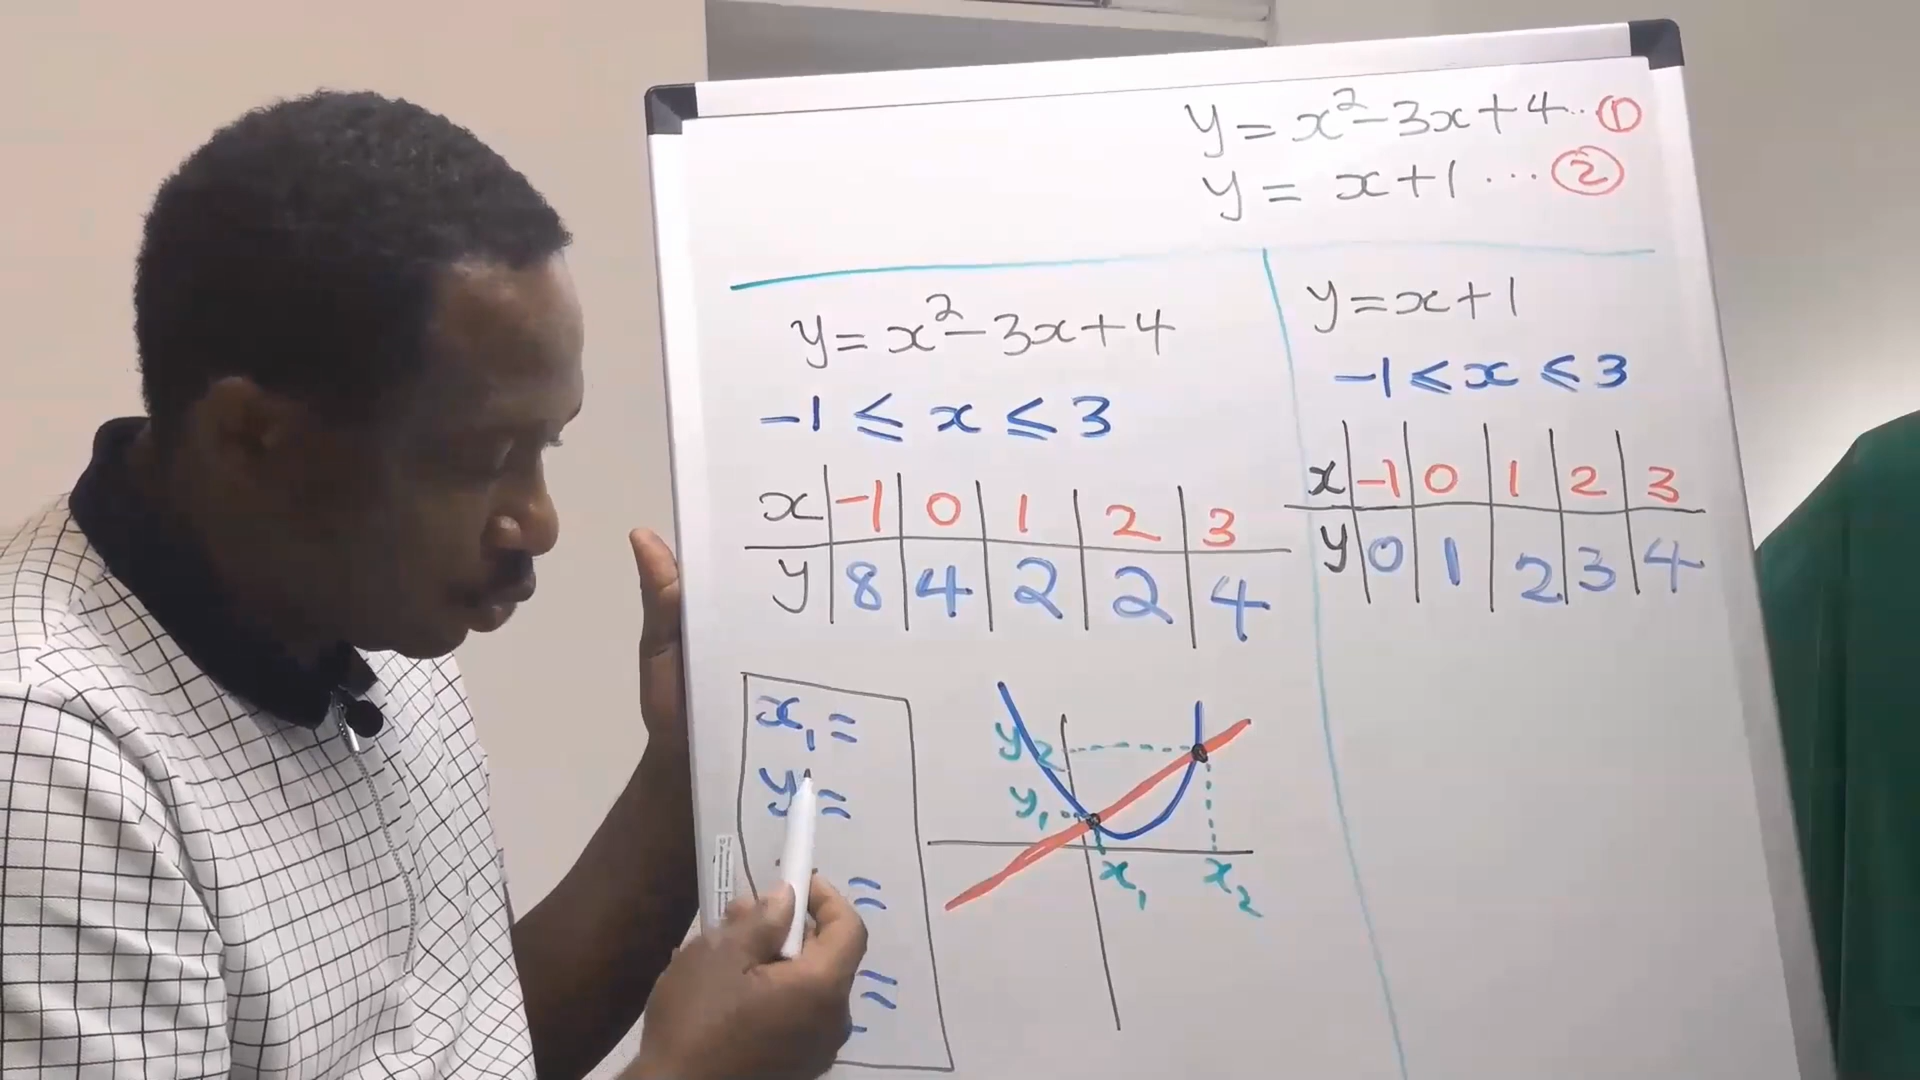 y = x² - 3x + 4 .. ①
y = x + 1 ... ②
y = x² - 3x + 4
-1 ≤ x ≤ 3
x | -1 | 0 | 1 | 2 | 3
y | 8 | 4 | 2 | 2 | 4
y = x + 1
-1 ≤ x ≤ 3
x | -1 | 0 | 1 | 2 | 3
y | 0 | 1 | 2 | 3 | 4
x₁ =
y =
=
=
y₂
y₁
x₁
x₂